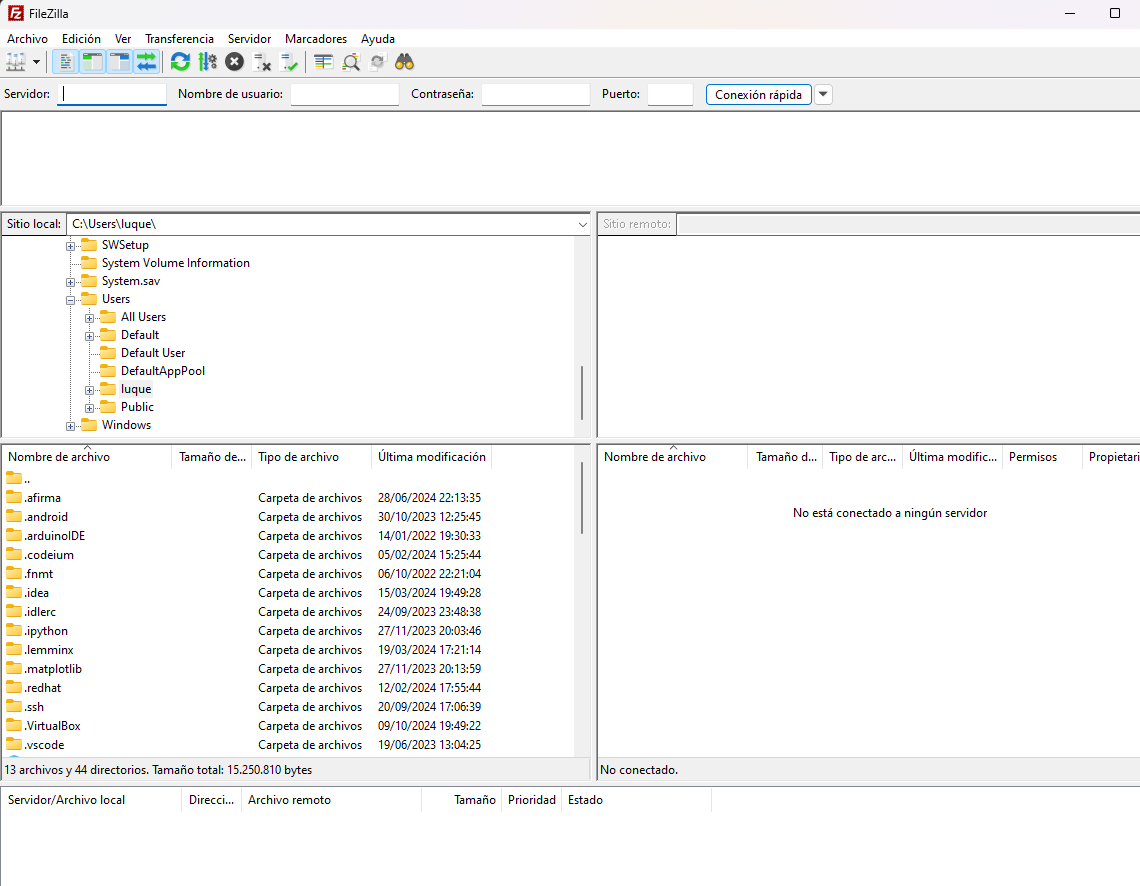 FileZilla
Archivo Edición Ver Transferencia Servidor Marcadores Ayuda
Servidor: Nombre de usuario: Contraseña: Puerto: Conexión rápida
Sitio local: C:\Users\luque\ Sitio remoto:
SWSetup
System Volume Information
System.sav
Users
All Users
Default
Default User
DefaultAppPool
luque
Public
Windows
Nombre de archivo Tamaño de... Tipo de archivo Última modificación
..
.afirma Carpeta de archivos 28/06/2024 22:13:35
.android Carpeta de archivos 30/10/2023 12:25:45
.arduinoIDE Carpeta de archivos 14/01/2022 19:30:33
.codeium Carpeta de archivos 05/02/2024 15:25:44
.fnmt Carpeta de archivos 06/10/2022 22:21:04
.idea Carpeta de archivos 15/03/2024 19:49:28
.idlerc Carpeta de archivos 24/09/2023 23:48:38
.ipython Carpeta de archivos 27/11/2023 20:03:46
.lemminx Carpeta de archivos 19/03/2024 17:21:14
.matplotlib Carpeta de archivos 27/11/2023 20:13:59
.redhat Carpeta de archivos 12/02/2024 17:55:44
.ssh Carpeta de archivos 20/09/2024 17:06:39
.VirtualBox Carpeta de archivos 09/10/2024 19:49:22
.vscode Carpeta de archivos 19/06/2023 13:04:25
13 archivos y 44 directorios. Tamaño total: 15.250.810 bytes
Nombre de archivo Tamaño d... Tipo de arc... Última modific... Permisos Propietari
No está conectado a ningún servidor
No conectado.
Servidor/Archivo local Direcci... Archivo remoto Tamaño Prioridad Estado